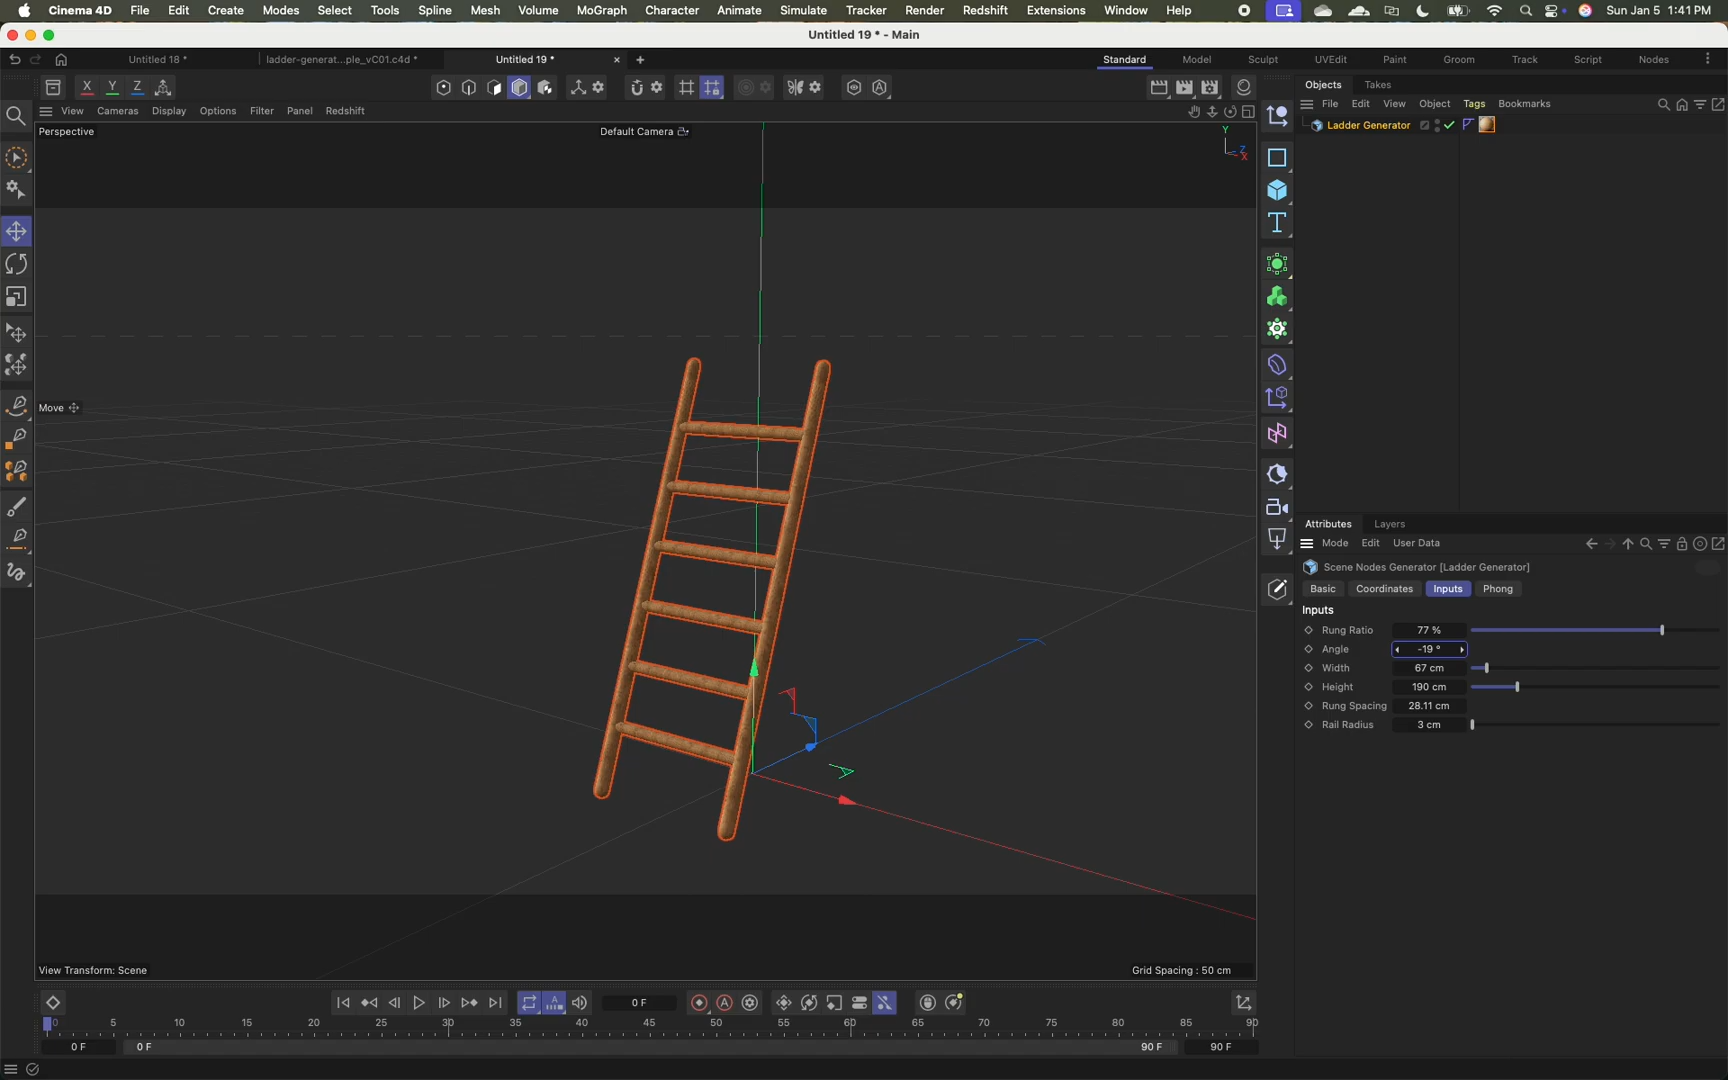 Cinema 4D File Edit Create Modes Select Tools Spline Mesh Volume MoGraph Character Animate Simulate Tracker Render Redshift Extensions Window Help Sun Jan 5 1:41 PM
Untitled 19 * - Main
Untitled 18 * ladder-generat...ple_vC01.c4d * Untitled 19 * Standard Model Sculpt UVEdit Paint Groom Track Script Nodes
X Y Z
Objects Takes
File Edit View Object Tags Bookmarks
View Cameras Display Options Filter Panel Redshift
Ladder Generator
Perspective Default Camera
Y
Z
X
Move
Attributes Layers
Mode Edit User Data
Scene Nodes Generator [Ladder Generator]
Basic Coordinates Inputs Phong
Inputs
Rung Ratio 77 %
Angle -19 °
Width 67 cm
Height 190 cm
Rung Spacing 28.11 cm
Rail Radius 3 cm
View Transform: Scene Grid Spacing : 50 cm
0 F
0 5 10 15 20 25 30 35 40 45 50 55 60 65 70 75 80 85 90
0 F 0 F 90 F 90 F